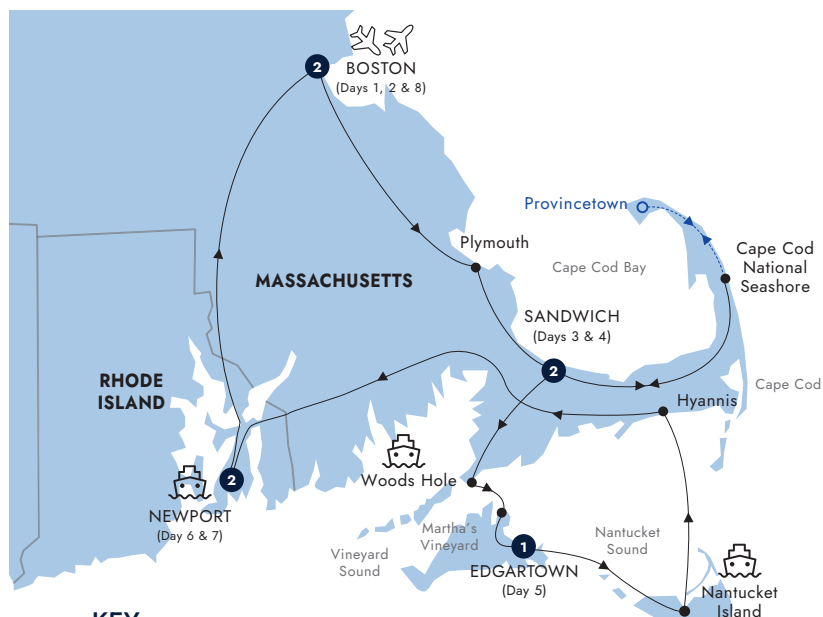 2
BOSTON
(Days 1, 2 & 8)
Provincetown
Plymouth
Cape Cod
National
Seashore
Cape Cod Bay
MASSACHUSETTS
SANDWICH
(Days 3 & 4)
2
RHODE
ISLAND
Cape Cod
Hyannis
2
Woods Hole
NEWPORT
(Day 6 & 7)
Martha's
Vineyard
Nantucket
Sound
Vineyard
Sound
1
EDGARTOWN
(Day 5)
Nantucket
Island
KEY